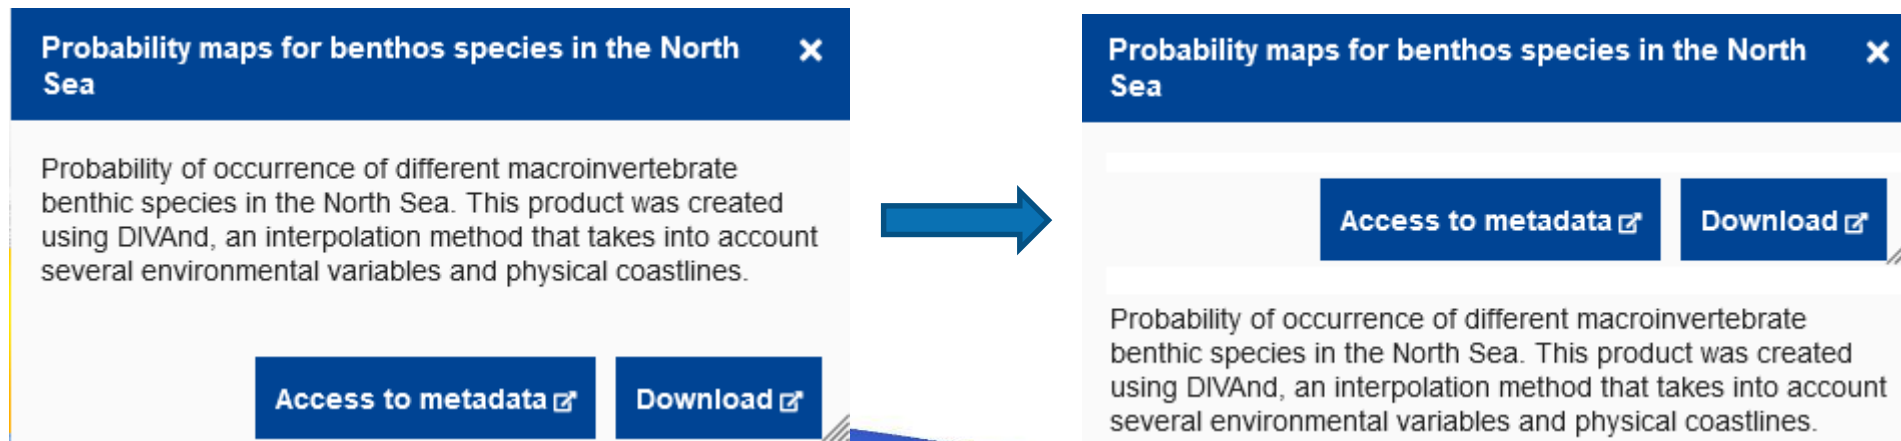 Probability maps for benthos species in the North
Sea
Probability of occurrence of different macroinvertebrate
benthic species in the North Sea. This product was created
using DIVAnd, an interpolation method that takes into account
several environmental variables and physical coastlines.
Access to metadata
Download
Probability maps for benthos species in the North
Sea
Access to metadata
Download
Probability of occurrence of different macroinvertebrate
benthic species in the North Sea. This product was created
using DIVAnd, an interpolation method that takes into account
several environmental variables and physical coastlines.